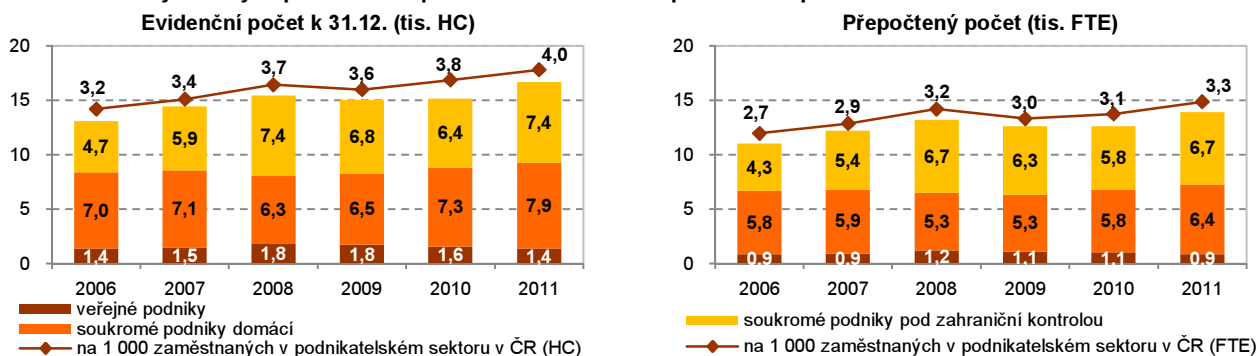 Evidenční počet k 31.12. (tis. HC)
20
15
10
5
0
3,2 3,4 3,7 3,6 3,8 4,0
4,7 5,9 7,4 6,8 6,4 7,4
7,0 7,1 6,3 6,5 7,3 7,9
1,4 1,5 1,8 1,8 1,6 1,4
2006 2007 2008 2009 2010 2011
veřejné podniky
soukromé podniky domácí
na 1 000 zaměstnaných v podnikatelském sektoru v ČR (HC)
Přepočtený počet (tis. FTE)
20
15
10
5
0
2,7 2,9 3,2 3,0 3,1 3,3
4,3 5,4 6,7 6,3 5,8 6,7
5,8 5,9 5,3 5,3 5,8 6,4
0,9 0,9 1,2 1,1 1,1 0,9
2006 2007 2008 2009 2010 2011
soukromé podniky pod zahraniční kontrolou
na 1 000 zaměstnaných v podnikatelském sektoru v ČR (FTE)